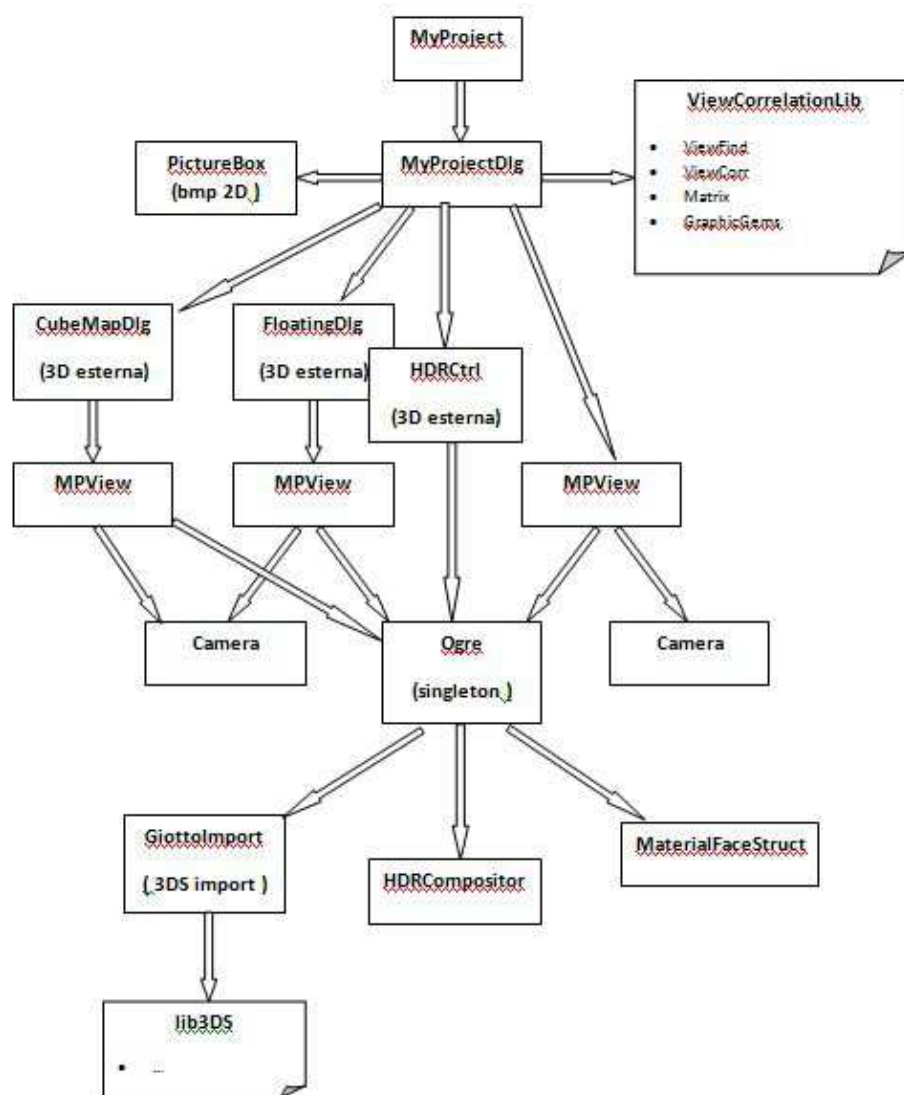 MyProject
ViewCorrelationLib
• ViewFind
• ViewCorr
• Matrix
• GraphicGems
PictureBox
(bmp 2D )
MyProjectDlg
CubeMapDlg
(3D esterna)
FloatingDlg
(3D esterna)
HDRCtrl
(3D esterna)
MPView
MPView
MPView
Camera
Ogre
(singleton )
Camera
GiottoImport
( 3DS import )
HDRCompositor
MaterialFaceStruct
lib3DS
• ...